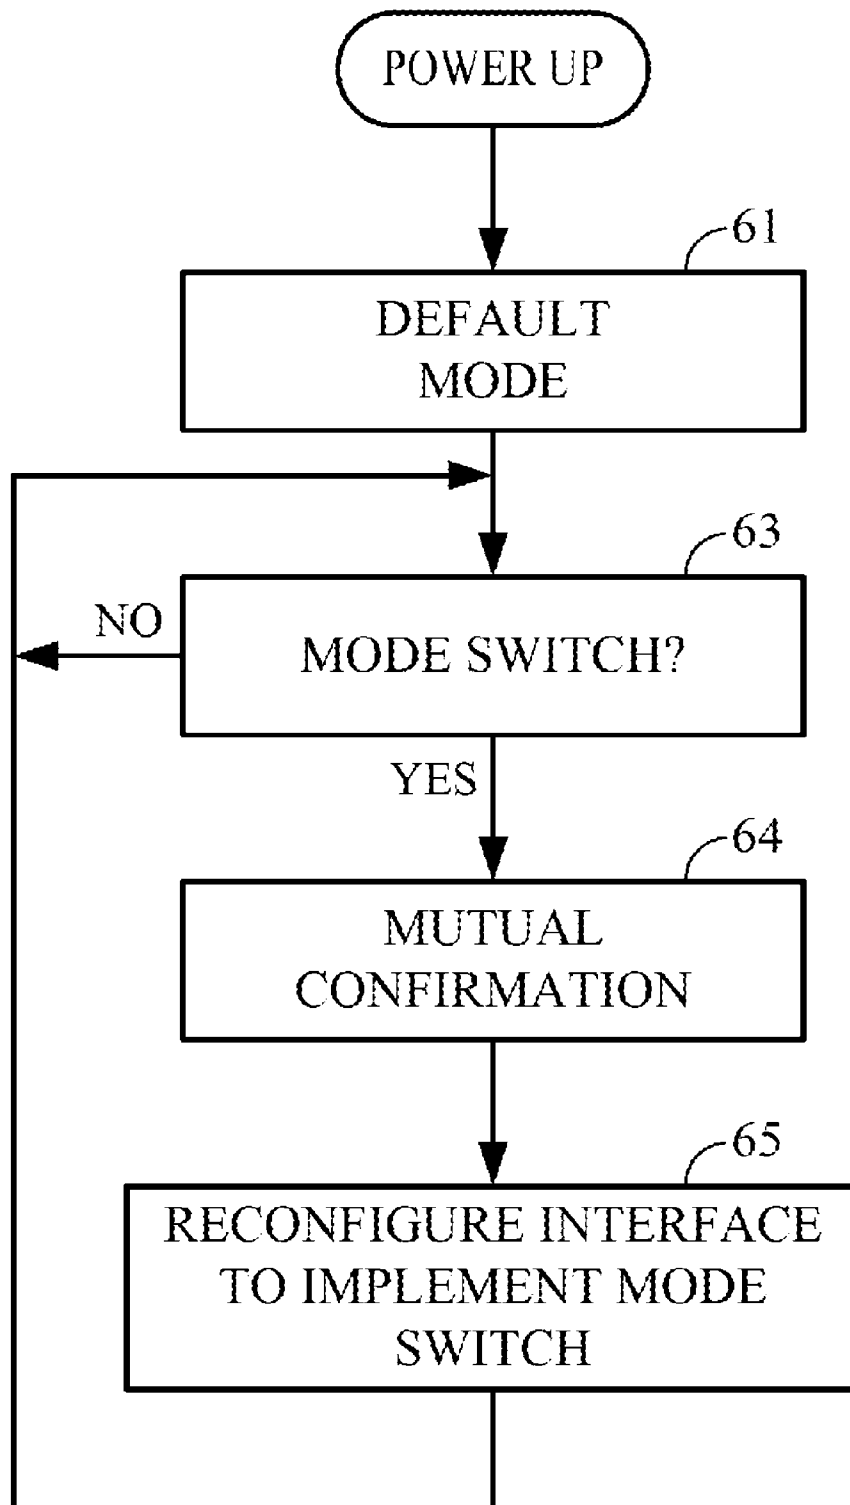 POWER UP
61
DEFAULT
MODE
63
NO
MODE SWITCH?
YES
64
MUTUAL
CONFIRMATION
65
RECONFIGURE INTERFACE
TO IMPLEMENT MODE
SWITCH